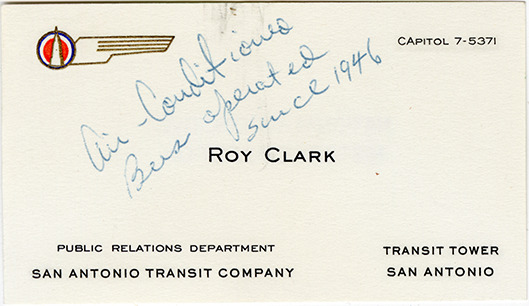 CApitol 7-5371
Air-Conditioned
Bus operated
since 1946
Roy Clark
PUBLIC RELATIONS DEPARTMENT
SAN ANTONIO TRANSIT COMPANY
TRANSIT TOWER
SAN ANTONIO